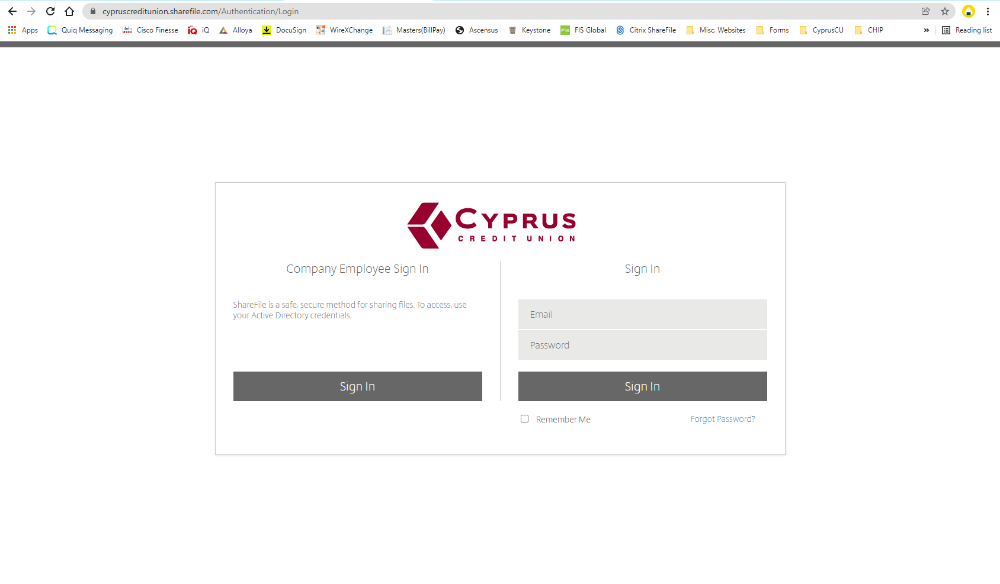 cypruscreditunion.sharefile.com/Authentication/Login
Apps Quiq Messaging Cisco Finesse iQ Alloya DocuSign WireXChange Masters(BillPay) Ascensus Keystone FIS Global Citrix ShareFile Misc. Websites Forms CyprusCU CHIP » Reading list
CYPRUS
CREDIT UNION
Company Employee Sign In
ShareFile is a safe, secure method for sharing files. To access, use
your Active Directory credentials.
Sign In
Sign In
Email
Password
Sign In
Remember Me Forgot Password?